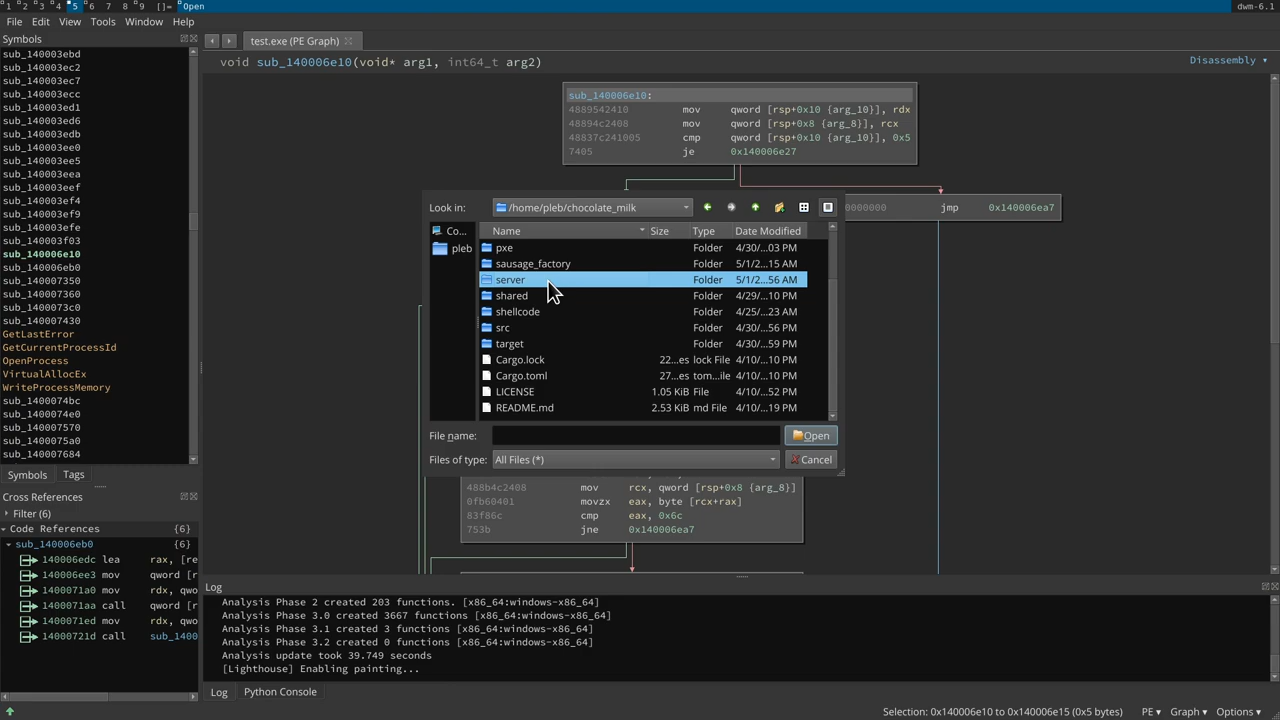 1 2 3 4 5 6 7 8 9 []= Open dwm-6.1
File Edit View Tools Window Help
Symbols
sub_140003ebd
sub_140003ec2
sub_140003ec7
sub_140003ecc
sub_140003ed1
sub_140003ed6
sub_140003edb
sub_140003ee0
sub_140003ee5
sub_140003eea
sub_140003eef
sub_140003ef4
sub_140003ef9
sub_140003efe
sub_140003f03
sub_140006e10
sub_140006eb0
sub_140007350
sub_140007360
sub_1400073c0
sub_140007430
GetLastError
GetCurrentProcessId
OpenProcess
VirtualAllocEx
WriteProcessMemory
sub_1400074bc
sub_1400074e0
sub_140007570
sub_1400075a0
sub_140007684
Symbols Tags
Cross References
Filter (6)
Code References {6}
sub_140006eb0 {6}
140006edc lea rax, [re
140006ee3 mov qword [r
1400071a0 mov rdx, qwo
1400071aa call qword [r
1400071ed mov rdx, qwo
14000721d call sub_1400
test.exe (PE Graph)
void sub_140006e10(void* arg1, int64_t arg2)
Disassembly
sub_140006e10:
4889542410 mov qword [rsp+0x10 {arg_10}], rdx
48894c2408 mov qword [rsp+0x8 {arg_8}], rcx
48837c241005 cmp qword [rsp+0x10 {arg_10}], 0x5
7405 je 0x140006e27
0000000 jmp 0x140006ea7
Look in: /home/pleb/chocolate_milk
Co...
pleb
Name Size Type Date Modified
pxe Folder 4/30/...03 PM
sausage_factory Folder 5/1/2...15 AM
server Folder 5/1/2...56 AM
shared Folder 4/29/...10 PM
shellcode Folder 4/25/...23 AM
src Folder 4/30/...56 PM
target Folder 4/30/...59 PM
Cargo.lock 22...es lock File 4/10/...10 PM
Cargo.toml 27...es tom...ile 4/10/...10 PM
LICENSE 1.05 KiB File 4/10/...52 PM
README.md 2.53 KiB md File 4/10/...19 PM
File name: Open
Files of type: All Files (*) Cancel
488b4c2408 mov rcx, qword [rsp+0x8 {arg_8}]
0fb60401 movzx eax, byte [rcx+rax]
83f86c cmp eax, 0x6c
753b jne 0x140006ea7
Log
Analysis Phase 2 created 203 functions. [x86_64:windows-x86_64]
Analysis Phase 3.0 created 3667 functions [x86_64:windows-x86_64]
Analysis Phase 3.1 created 3 functions [x86_64:windows-x86_64]
Analysis Phase 3.2 created 0 functions [x86_64:windows-x86_64]
Analysis update took 39.749 seconds
[Lighthouse] Enabling painting...
Log Python Console
Selection: 0x140006e10 to 0x140006e15 (0x5 bytes) PE Graph Options